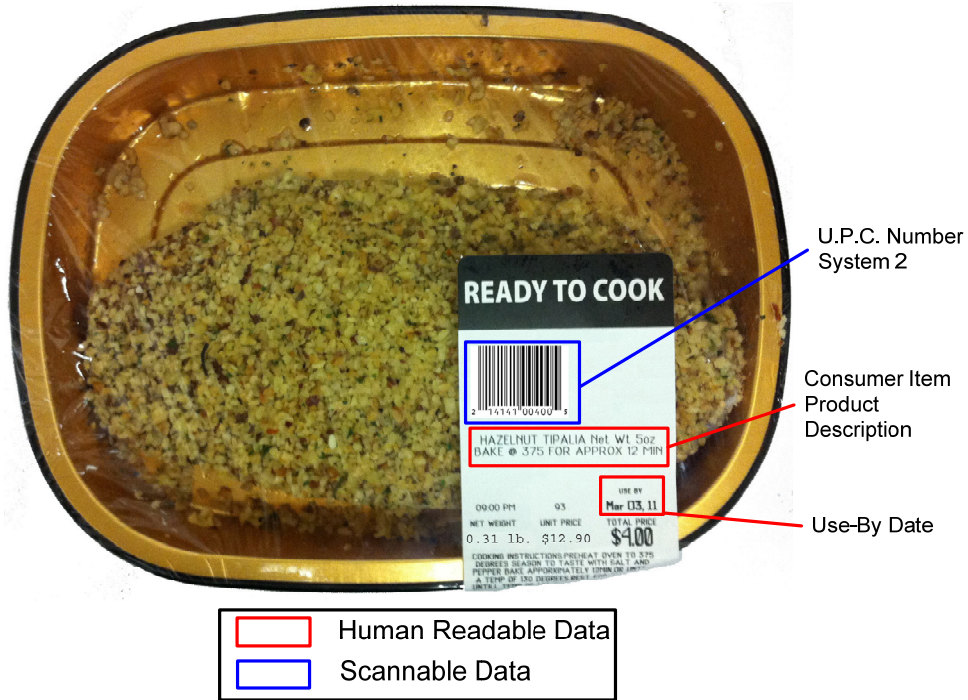 U.P.C. Number
System 2
READY TO COOK
2 14141 00400 3
Consumer Item
Product
Description
HAZELNUT TIPALIA Net. Wt. 5oz
BAKE @ 375 FOR APPROX 12 MIN
USE BY
09:00 PM 93 Mar 03, 11
Use-By Date
NET WEIGHT UNIT PRICE TOTAL PRICE
0.31 lb. $12.90 $4.00
COOKING INSTRUCTIONS:PREHEAT OVEN TO 375
DEGREES SEASON TO TASTE WITH SALT AND
PEPPER BAKE APPORXIMATELY 12MIN OR
A TEMP OF 130 DEGREES REST
Human Readable Data
Scannable Data